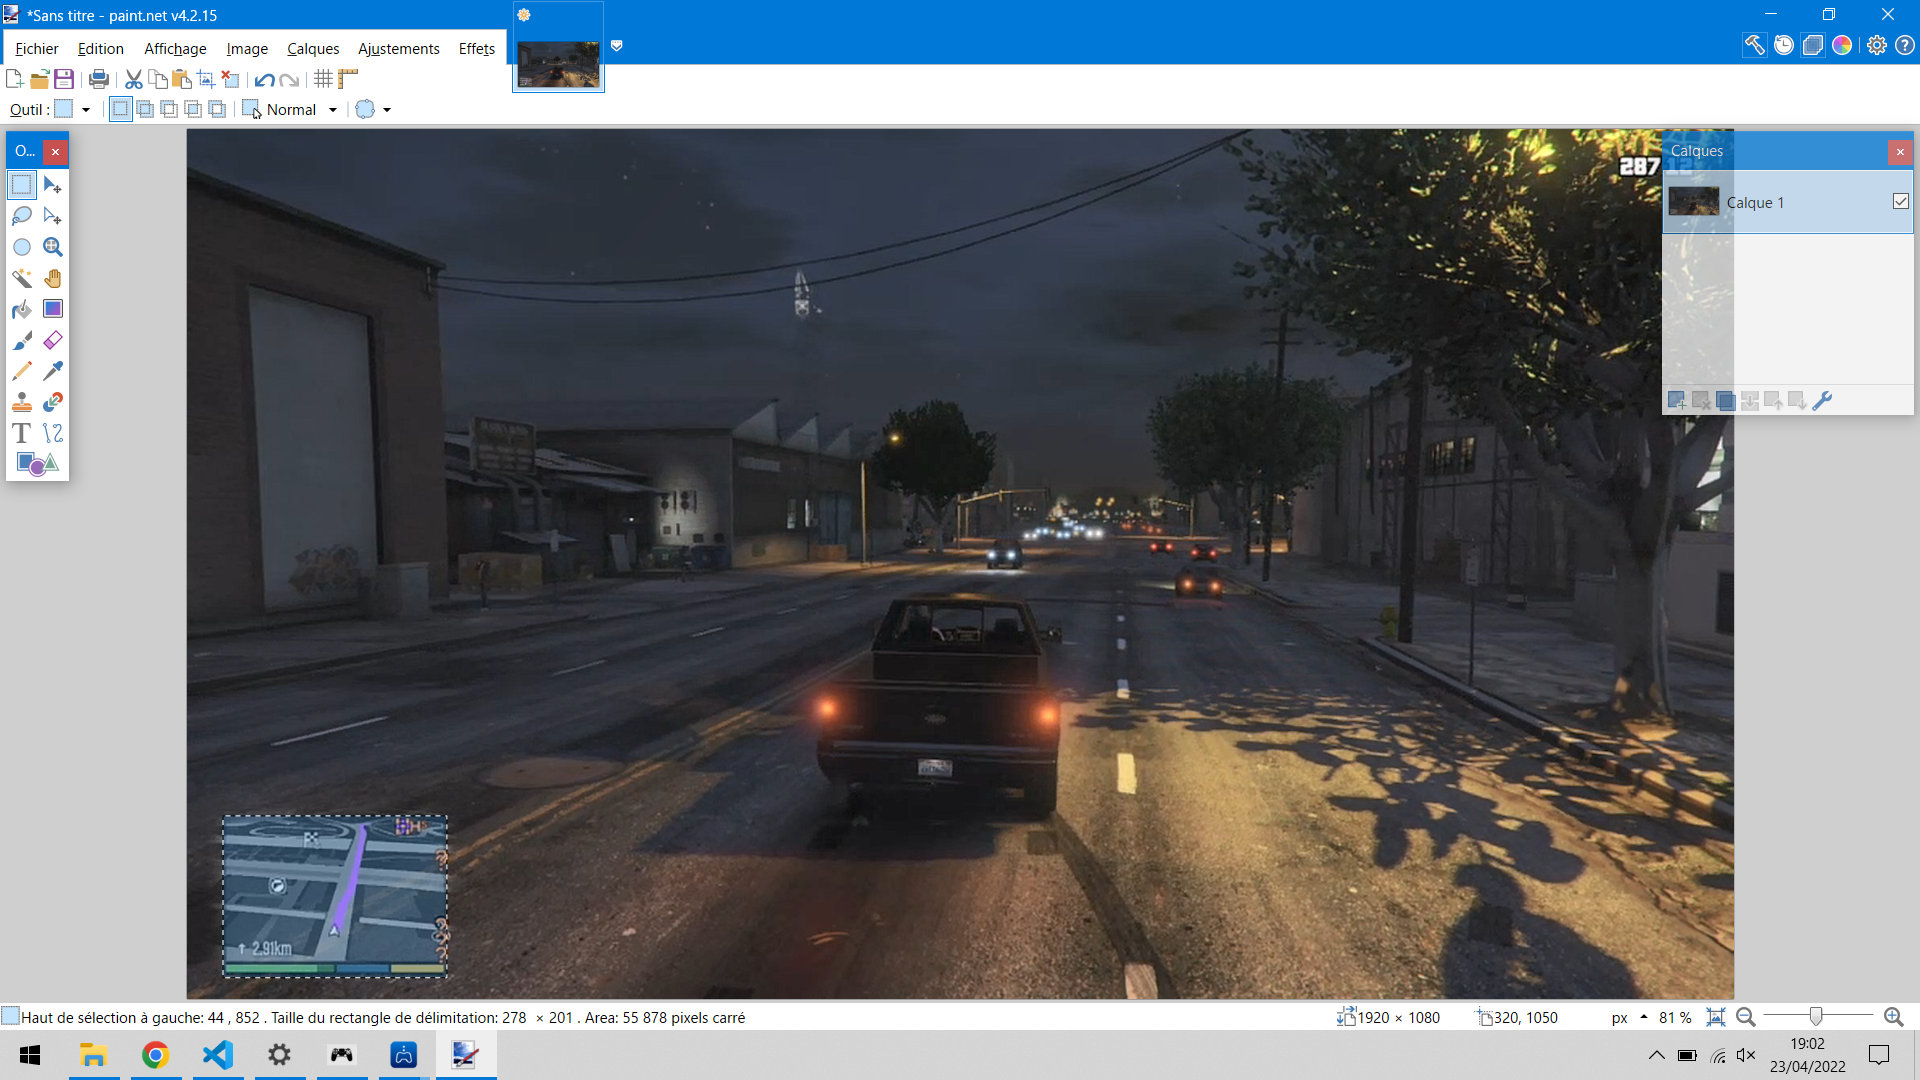 *Sans titre - paint.net v4.2.15
Fichier Edition Affichage Image Calques Ajustements Effets
Outil : Normal
O...
Calques
287
Calque 1
2.91km
Haut de sélection à gauche: 44 , 852 . Taille du rectangle de délimitation: 278 × 201 . Area: 55 878 pixels carré
1920 × 1080
320, 1050
px
81 %
19:02
23/04/2022